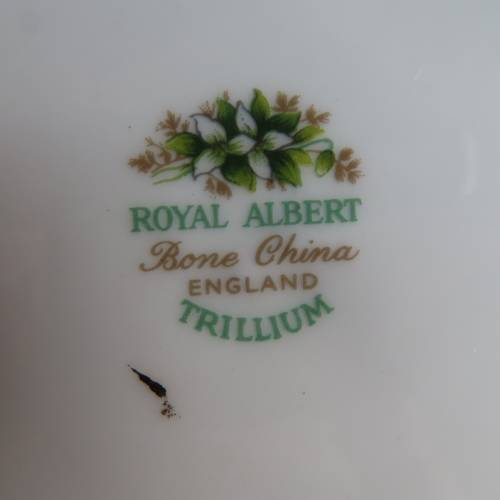 ROYAL ALBERT
Bone China
ENGLAND
TRILLIUM